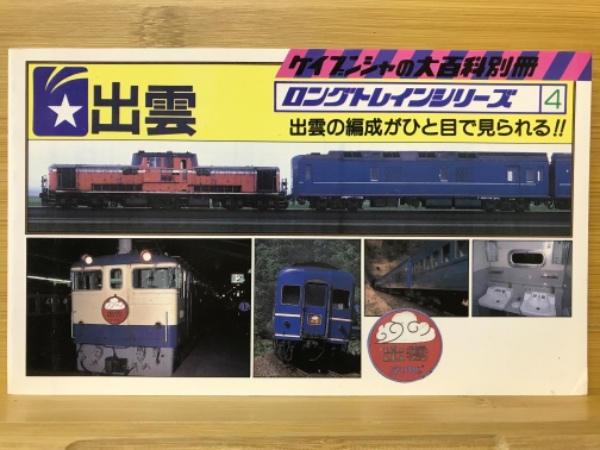 ケイブンシャの大百科別冊
出雲
ロングトレインシリーズ 4
出雲の編成がひと目で見られる!!
出雲